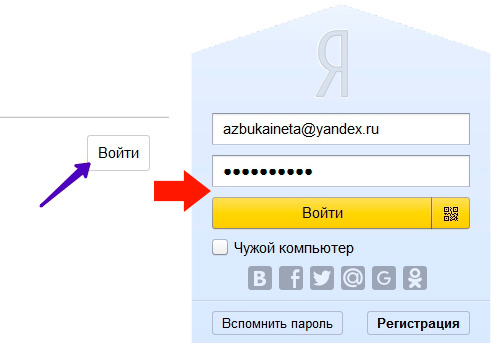 Войти
Я
azbukaineta@yandex.ru
••••••••••
Войти
Чужой компьютер
Вспомнить пароль
Регистрация